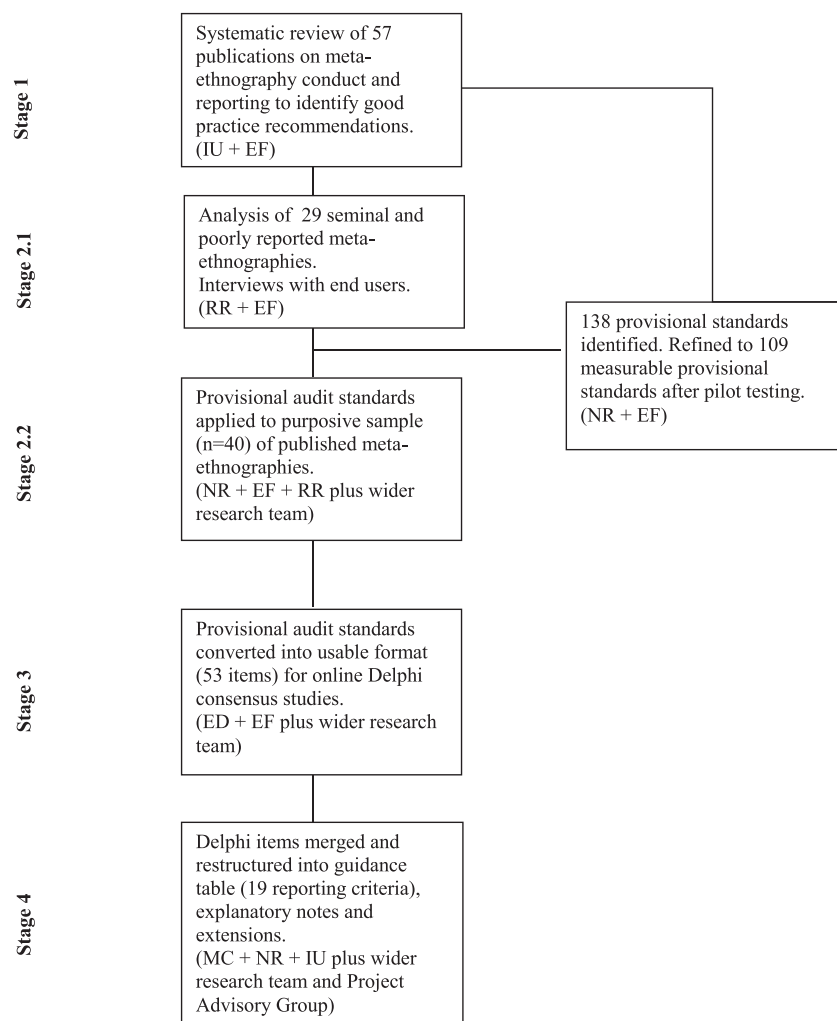 Stage 1
Systematic review of 57
publications on meta-
ethnography conduct and
reporting to identify good
practice recommendations.
(IU + EF)
Stage 2.1
Analysis of  29 seminal and
poorly reported meta-
ethnographies.
Interviews with end users.
(RR + EF)
138 provisional standards
identified. Refined to 109
measurable provisional
standards after pilot testing.
(NR + EF)
Stage 2.2
Provisional audit standards
applied to purposive sample
(n=40) of published meta-
ethnographies.
(NR + EF + RR plus wider
research team)
Stage 3
Provisional audit standards
converted into usable format
(53 items) for online Delphi
consensus studies.
(ED + EF plus wider research
team)
Stage 4
Delphi items merged and
restructured into guidance
table (19 reporting criteria),
explanatory notes and
extensions.
(MC + NR + IU plus wider
research team and Project
Advisory Group)